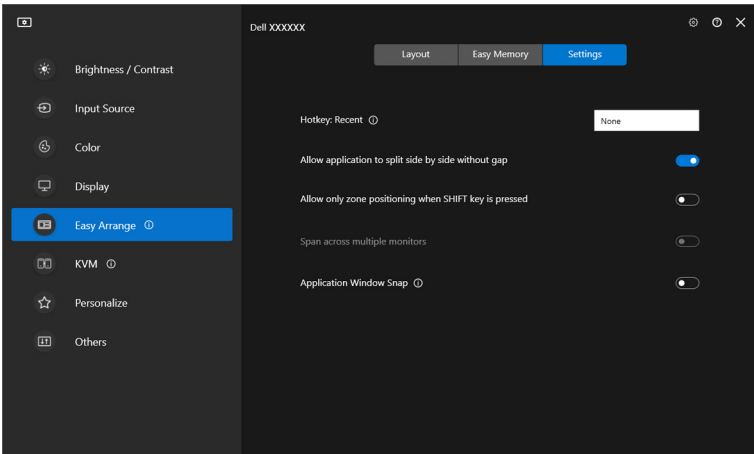 Dell XXXXXX
Layout Easy Memory Settings
Brightness / Contrast
Input Source
Color
Display
Easy Arrange
KVM
Personalize
Others
Hotkey: Recent None
Allow application to split side by side without gap
Allow only zone positioning when SHIFT key is pressed
Span across multiple monitors
Application Window Snap